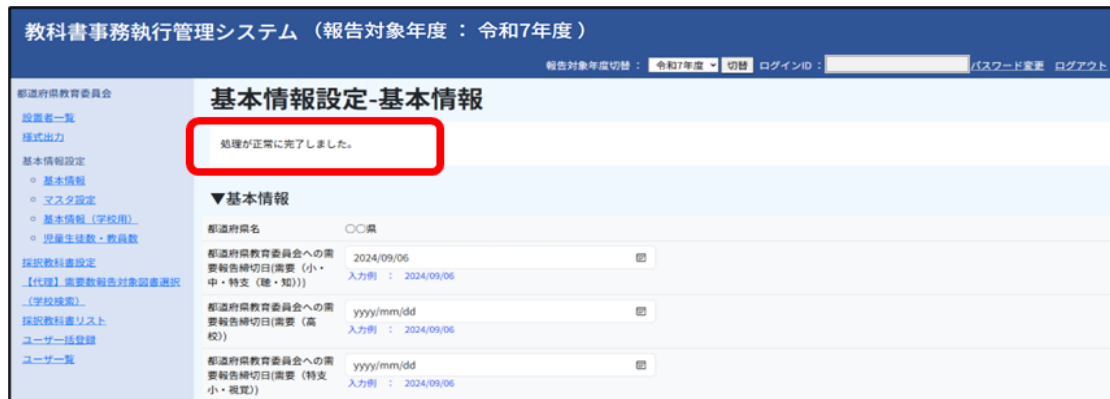 教科書事務執行管理システム （報告対象年度 ： 令和7年度 ）
報告対象年度切替 ： 令和7年度 切替 ログインID : パスワード変更 ログアウト
都道府県教育委員会
設置者一覧
様式出力
基本情報設定
基本情報
マスタ設定
基本情報（学校用）
児童生徒数・教員数
採択教科書設定
【代理】需要数報告対象図書選択
（学校検索）
採択教科書リスト
ユーザー括登録
ユーザー覧
基本情報設定-基本情報
処理が正常に完了しました。
▼基本情報
都道府県名 〇〇県
都道府県教育委員会への需
要報告締切日(需要（小・
中・特支（聴・知))）
2024/09/06
入力例 ： 2024/09/06
都道府県教育委員会への需
要報告締切日(需要（高
校))
yyyy/mm/dd
入力例 ： 2024/09/06
都道府県教育委員会への需
要報告締切日(需要（特支
小・視覚))
yyyy/mm/dd
入力例 ： 2024/09/06